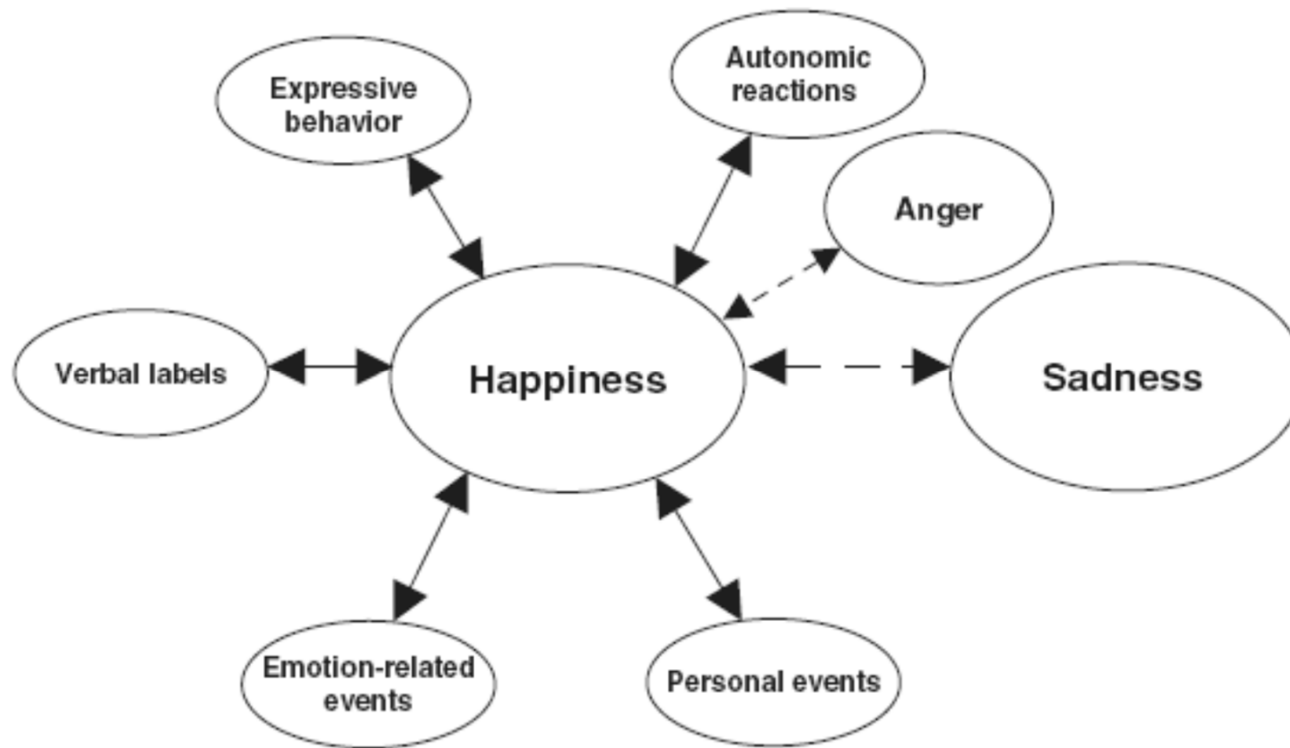 Expressive
behavior
Autonomic
reactions
Anger
Verbal labels
Happiness
Sadness
Emotion-related
events
Personal events